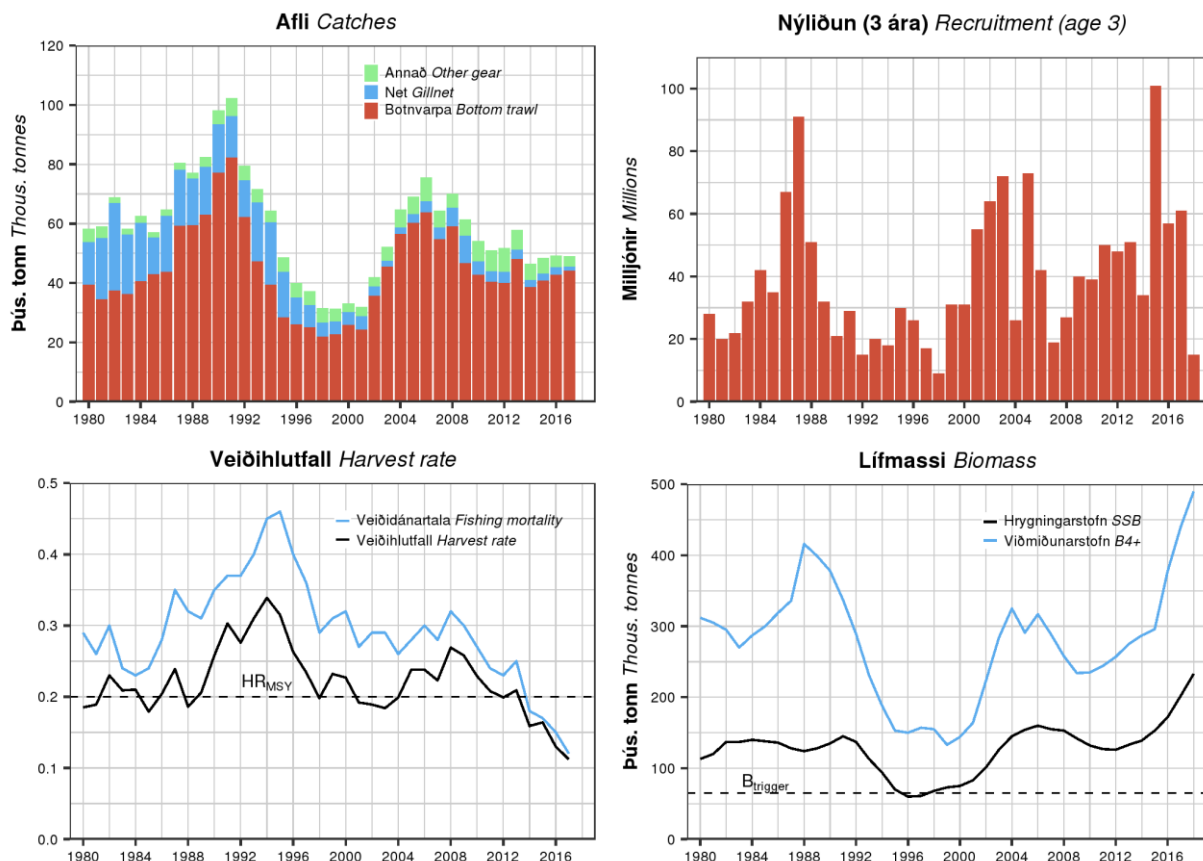 Afli Catches
Þús. tonn Thous. tonnes
120
100
80
60
40
20
0
Annað Other gear
Net Gillnet
Botnvarpa Bottom trawl
1980 1984 1988 1992 1996 2000 2004 2008 2012 2016
Nýliðun (3 ára) Recruitment (age 3)
Milljónir Millions
100
80
60
40
20
0
1980 1984 1988 1992 1996 2000 2004 2008 2012 2016
Veiðihlutfall Harvest rate
0.5
0.4
0.3
0.2
0.1
0.0
Veiðidánartala Fishing mortality
Veiðihlutfall Harvest rate
HRMSY
1980 1984 1988 1992 1996 2000 2004 2008 2012 2016
Lífmassi Biomass
Þús. tonn Thous. tonnes
500
400
300
200
100
0
Hrygningarstofn SSB
Viðmiðunarstofn B4+
Btrigger
1980 1984 1988 1992 1996 2000 2004 2008 2012 2016